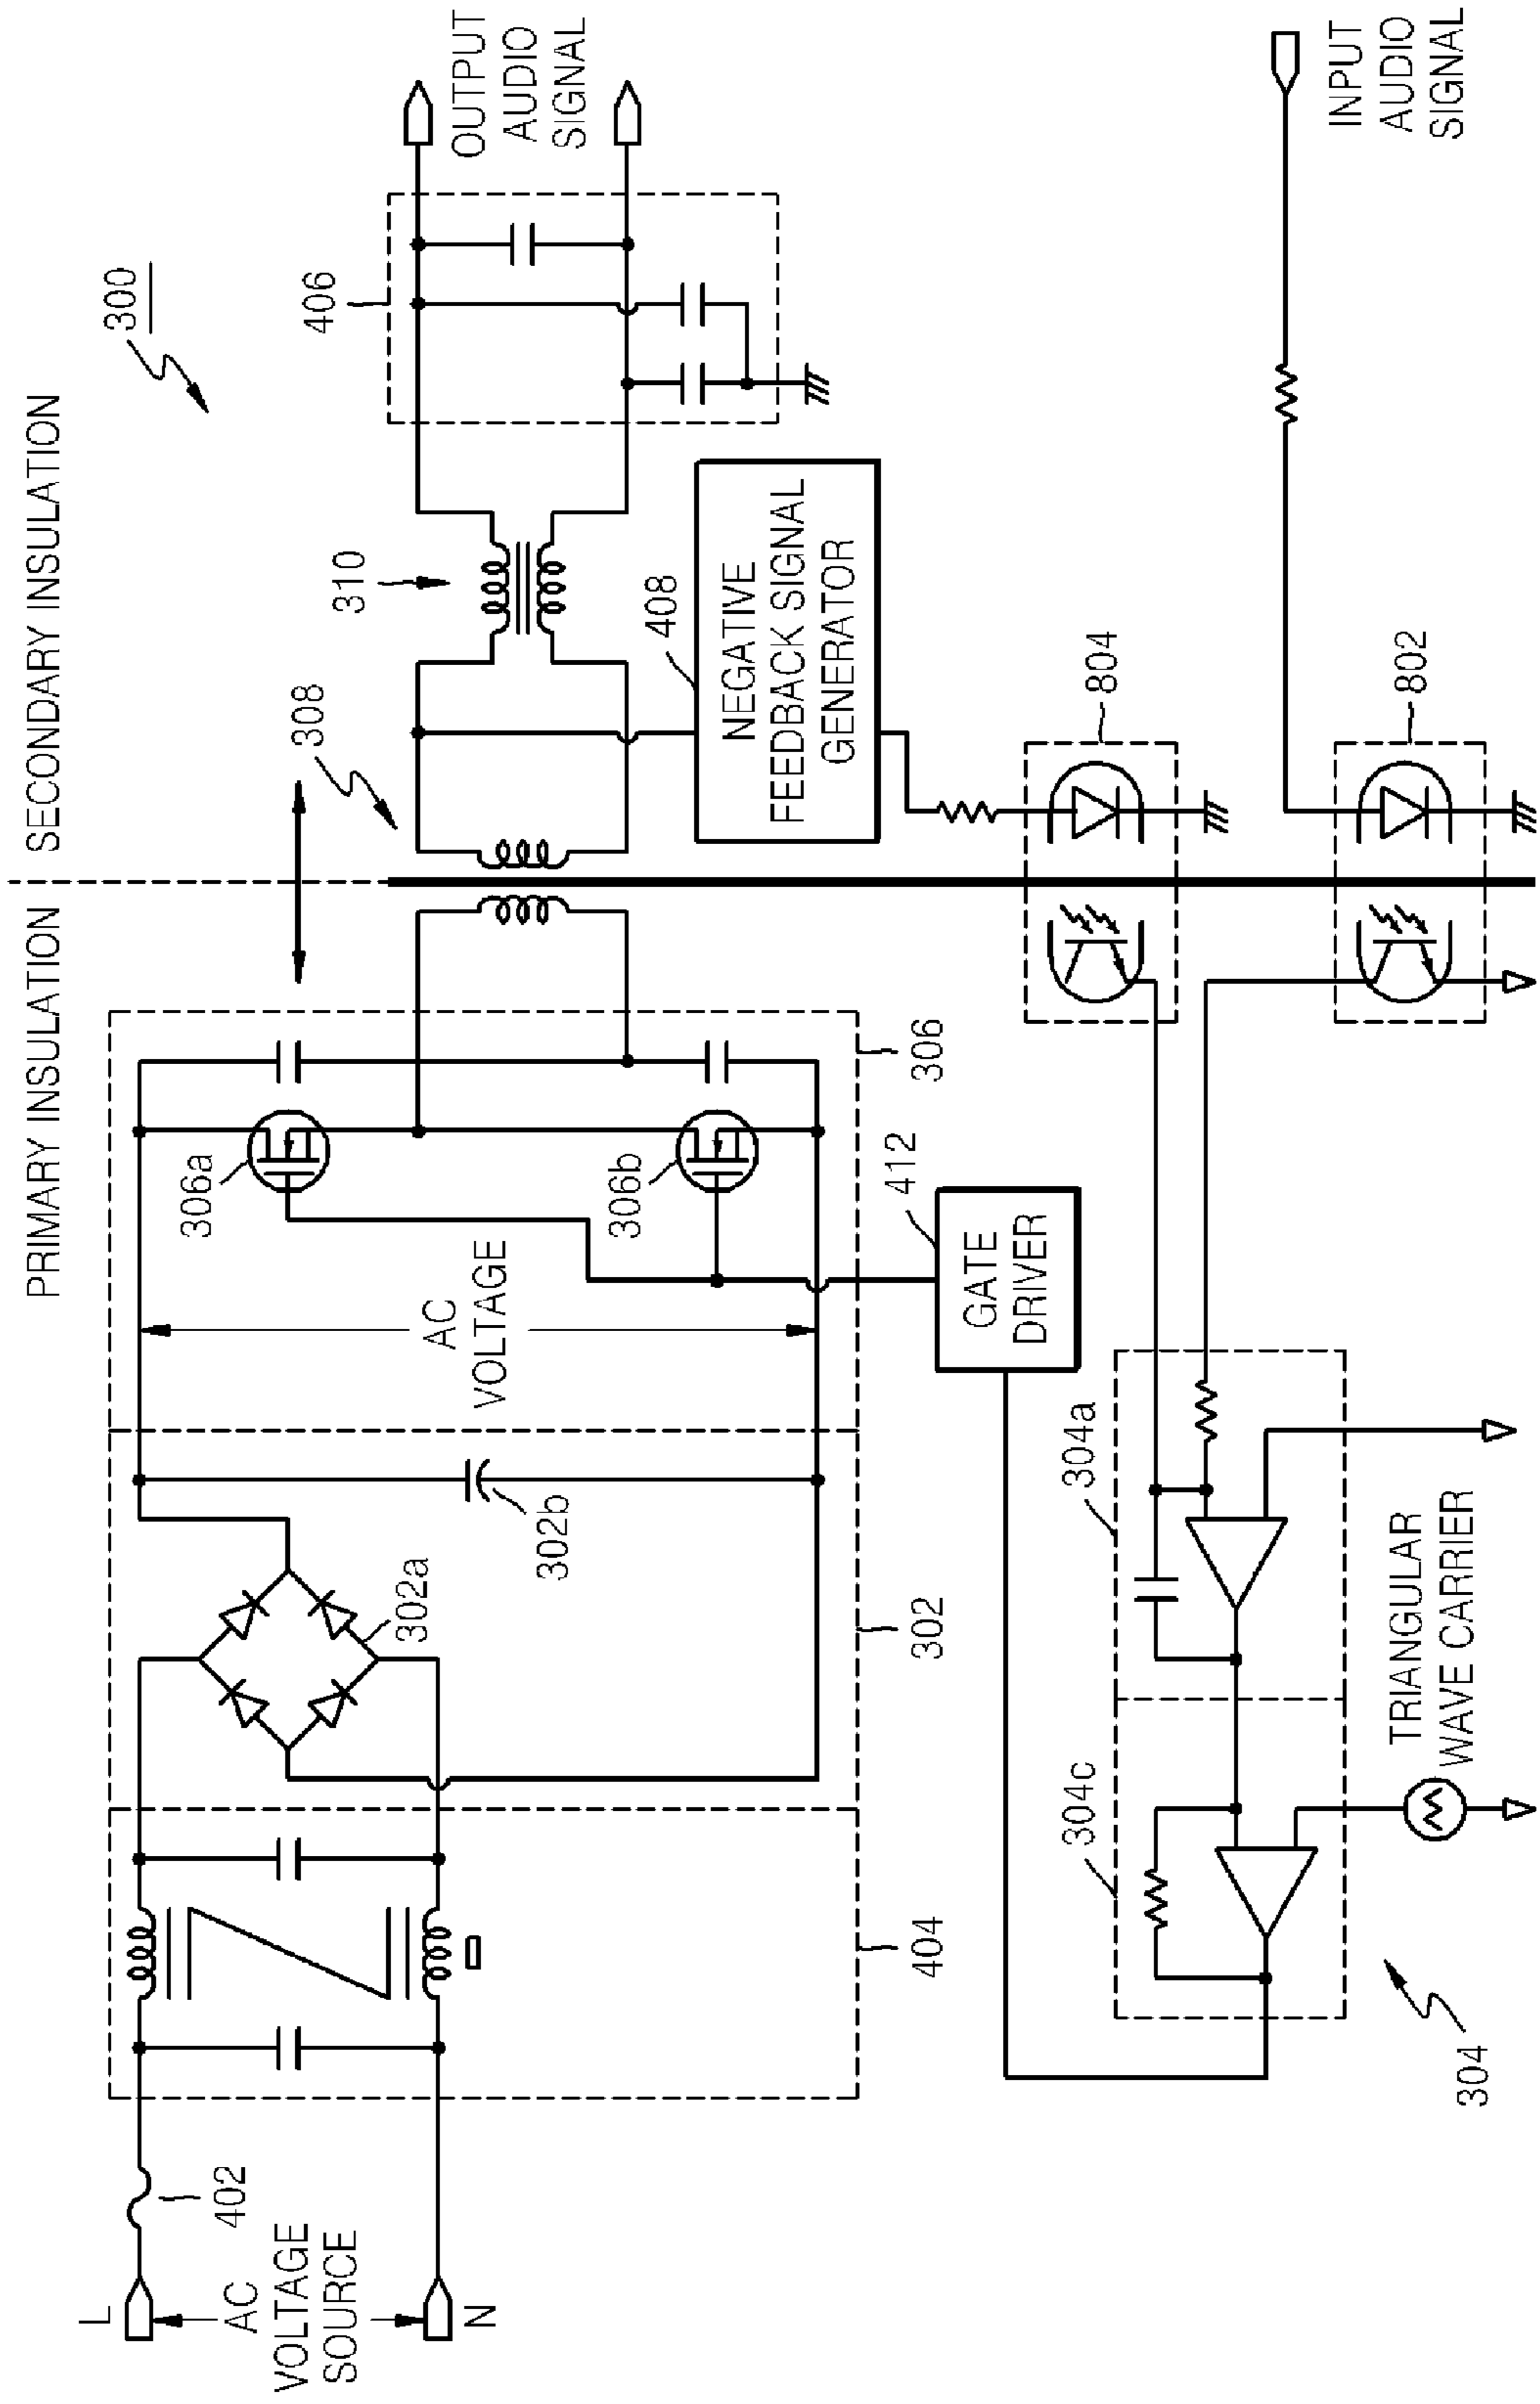 PRIMARY INSULATION
SECONDARY INSULATION
300
L
AC
VOLTAGE
SOURCE
N
402
404
302a
302b
302
AC
VOLTAGE
306a
306b
306
308
310
406
OUTPUT
AUDIO
SIGNAL
408
NEGATIVE
FEEDBACK SIGNAL
GENERATOR
412
GATE
DRIVER
804
802
INPUT
AUDIO
SIGNAL
304a
304c
TRIANGULAR
WAVE CARRIER
304